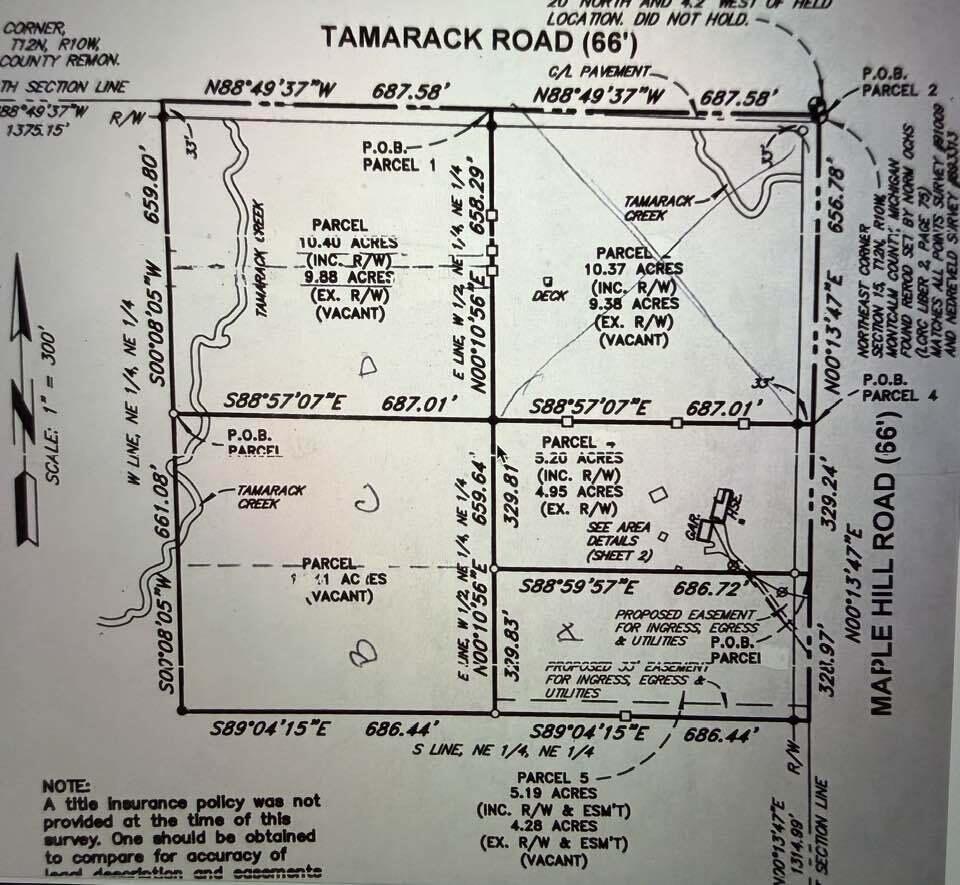 20' NORTH AND 4.2' WEST OF HELD
LOCATION. DID NOT HOLD.
CORNER,
T12N, R10W,
COUNTY REMON.
TAMARACK ROAD (66')
C/L PAVEMENT
P.O.B.
PARCEL 2
TH SECTION LINE
88°49'37"W
1375.15'
R/W
N88°49'37"W 687.58'
N88°49'37"W 687.58'
33'
P.O.B.
PARCEL 1
33'
TAMARACK
CREEK
659.80'
S00°08'05"W
W LINE, NE 1/4, NE 1/4
TAMARACK CREEK
PARCEL
10.40 ACRES
(INC. R/W)
9.88 ACRES
(EX. R/W)
(VACANT)
D
E LINE, W 1/2, NE 1/4, NE 1/4
N00°10'56"E 658.29'
DECK
PARCEL
10.37 ACRES
(INC. R/W)
9.38 ACRES
(EX. R/W)
(VACANT)
656.78'
N00°13'47"E
NORTHEAST CORNER
SECTION 15, T12N, R10W,
MONTCALM COUNTY, MICHIGAN
FOUND REROD SET BY NORM OCHS
(LCRC LIBER 2, PAGE 75)
MATCHES ALL POINTS SURVEY #91009
AND NEDREVELD SURVEY
SCALE: 1" = 300'
33'
P.O.B.
PARCEL 4
S88°57'07"E 687.01'
S88°57'07"E 687.01'
P.O.B.
PARCEL
TAMARACK
CREEK
661.08'
S00°08'05"W
C
PARCEL
AC ES
(VACANT)
B
E LINE, W 1/2, NE 1/4, NE 1/4
N00°10'56"E 659.64'
329.81'
329.83'
PARCEL
5.20 ACRES
(INC. R/W)
4.95 ACRES
(EX. R/W)
SEE AREA
DETAILS
(SHEET 2)
GAR.
HSE.
329.24'
N00°13'47"E
MAPLE HILL ROAD (66')
S88°59'57"E 686.72'
A
PROPOSED EASEMENT
FOR INGRESS, EGRESS
& UTILITIES
P.O.B.
PARCEL
PROPOSED 33' EASEMENT
FOR INGRESS, EGRESS &
UTILITIES
328.97'
S89°04'15"E 686.44'
S89°04'15"E 686.44'
S LINE, NE 1/4, NE 1/4
R/W
PARCEL 5
5.19 ACRES
(INC. R/W & ESM'T)
4.28 ACRES
(EX. R/W & ESM'T)
(VACANT)
N00°13'47"E
1314.99'
SECTION LINE
NOTE:
A title insurance policy was not
provided at the time of this
survey. One should be obtained
to compare for accuracy of
legal description and easements